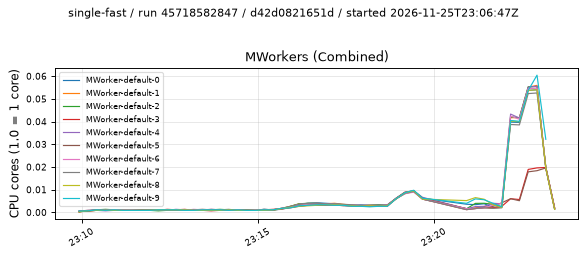 single-fast / run 45718582847 / d42d0821651d / started 2026-11-25T23:06:47Z
MWorkers (Combined)
CPU cores (1.0 = 1 core)
0.06
0.05
0.04
0.03
0.02
0.01
0.00
MWorker-default-0
MWorker-default-1
MWorker-default-2
MWorker-default-3
MWorker-default-4
MWorker-default-5
MWorker-default-6
MWorker-default-7
MWorker-default-8
MWorker-default-9
23:10
23:15
23:20